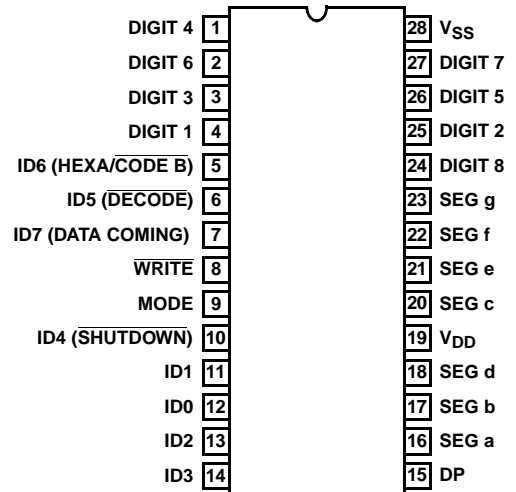 DIGIT 4 1
DIGIT 6 2
DIGIT 3 3
DIGIT 1 4
ID6 (HEXA/CODE B) 5
ID5 (DECODE) 6
ID7 (DATA COMING) 7
WRITE 8
MODE 9
ID4 (SHUTDOWN) 10
ID1 11
ID0 12
ID2 13
ID3 14
28 VSS
27 DIGIT 7
26 DIGIT 5
25 DIGIT 2
24 DIGIT 8
23 SEG g
22 SEG f
21 SEG e
20 SEG c
19 VDD
18 SEG d
17 SEG b
16 SEG a
15 DP